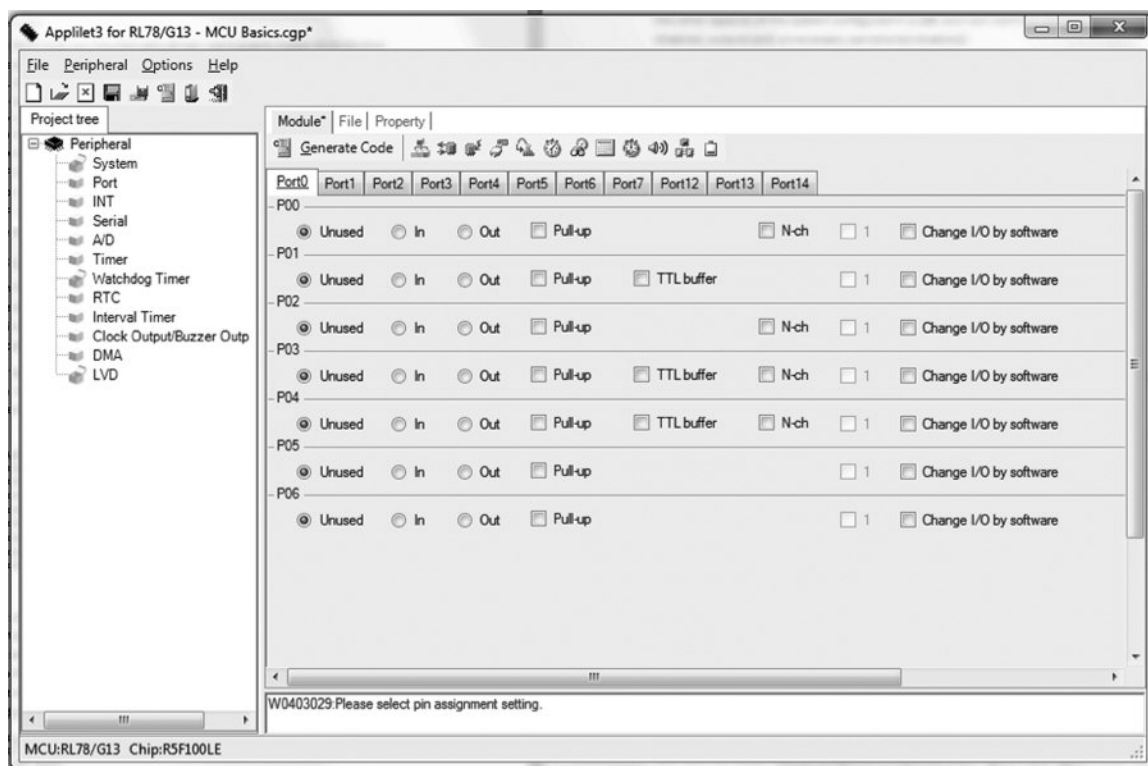 Applilet3 for RL78/G13 - MCU Basics.cgp*
File Peripheral Options Help
Project tree
Peripheral
System
Port
INT
Serial
A/D
Timer
Watchdog Timer
RTC
Interval Timer
Clock Output/Buzzer Outp
DMA
LVD
Module* File Property
Generate Code
Port0 Port1 Port2 Port3 Port4 Port5 Port6 Port7 Port12 Port13 Port14
P00
Unused In Out Pull-up N-ch 1 Change I/O by software
P01
Unused In Out Pull-up TTL buffer 1 Change I/O by software
P02
Unused In Out Pull-up N-ch 1 Change I/O by software
P03
Unused In Out Pull-up TTL buffer N-ch 1 Change I/O by software
P04
Unused In Out Pull-up TTL buffer N-ch 1 Change I/O by software
P05
Unused In Out Pull-up 1 Change I/O by software
P06
Unused In Out Pull-up 1 Change I/O by software
W0403029:Please select pin assignment setting.
MCU:RL78/G13 Chip:R5F100LE